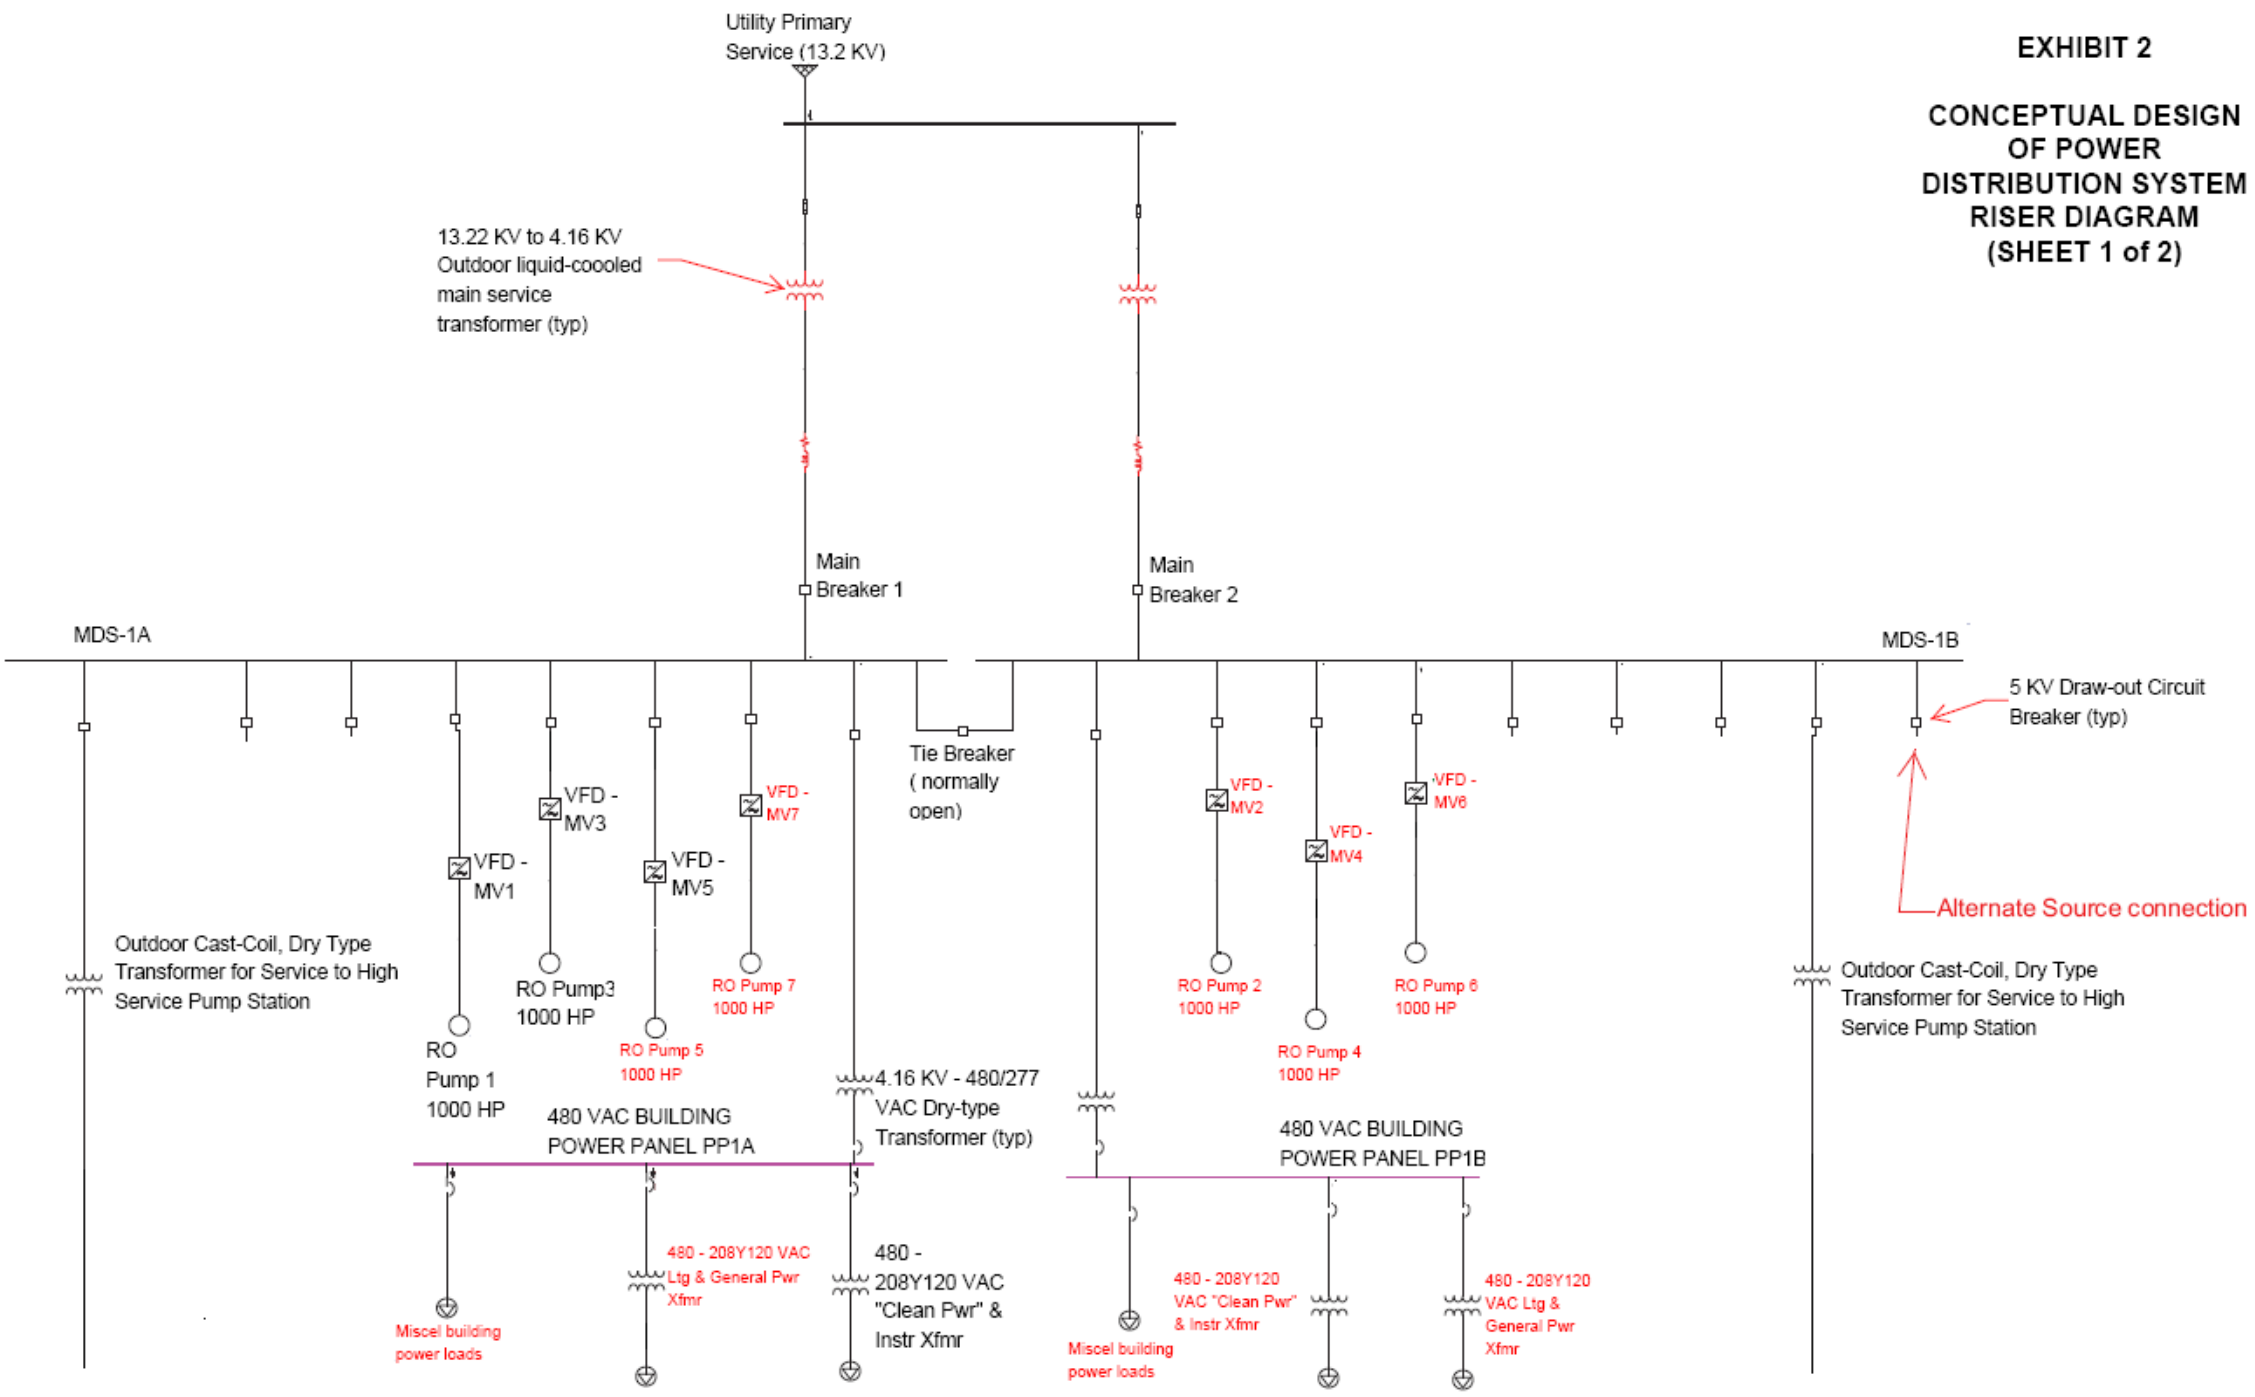 Utility Primary
Service (13.2 KV)
EXHIBIT 2
CONCEPTUAL DESIGN
OF POWER
DISTRIBUTION SYSTEM
RISER DIAGRAM
(SHEET 1 of 2)
13.22 KV to 4.16 KV
Outdoor liquid-coooled
main service
transformer (typ)
Main
Breaker 1
Main
Breaker 2
MDS-1A
MDS-1B
5 KV Draw-out Circuit
Breaker (typ)
Tie Breaker
( normally
open)
VFD -
MV1
VFD -
MV3
VFD -
MV5
VFD -
MV7
VFD -
MV2
VFD -
MV4
VFD -
MV6
Alternate Source connection
Outdoor Cast-Coil, Dry Type
Transformer for Service to High
Service Pump Station
RO
Pump 1
1000 HP
RO Pump3
1000 HP
RO Pump 5
1000 HP
RO Pump 7
1000 HP
RO Pump 2
1000 HP
RO Pump 4
1000 HP
RO Pump 6
1000 HP
Outdoor Cast-Coil, Dry Type
Transformer for Service to High
Service Pump Station
4.16 KV - 480/277
VAC Dry-type
Transformer (typ)
480 VAC BUILDING
POWER PANEL PP1A
480 VAC BUILDING
POWER PANEL PP1B
Miscel building
power loads
480 - 208Y120 VAC
Ltg & General Pwr
Xfmr
480 -
208Y120 VAC
"Clean Pwr" &
Instr Xfmr
Miscel building
power loads
480 - 208Y120
VAC "Clean Pwr"
& Instr Xfmr
480 - 208Y120
VAC Ltg &
General Pwr
Xfmr